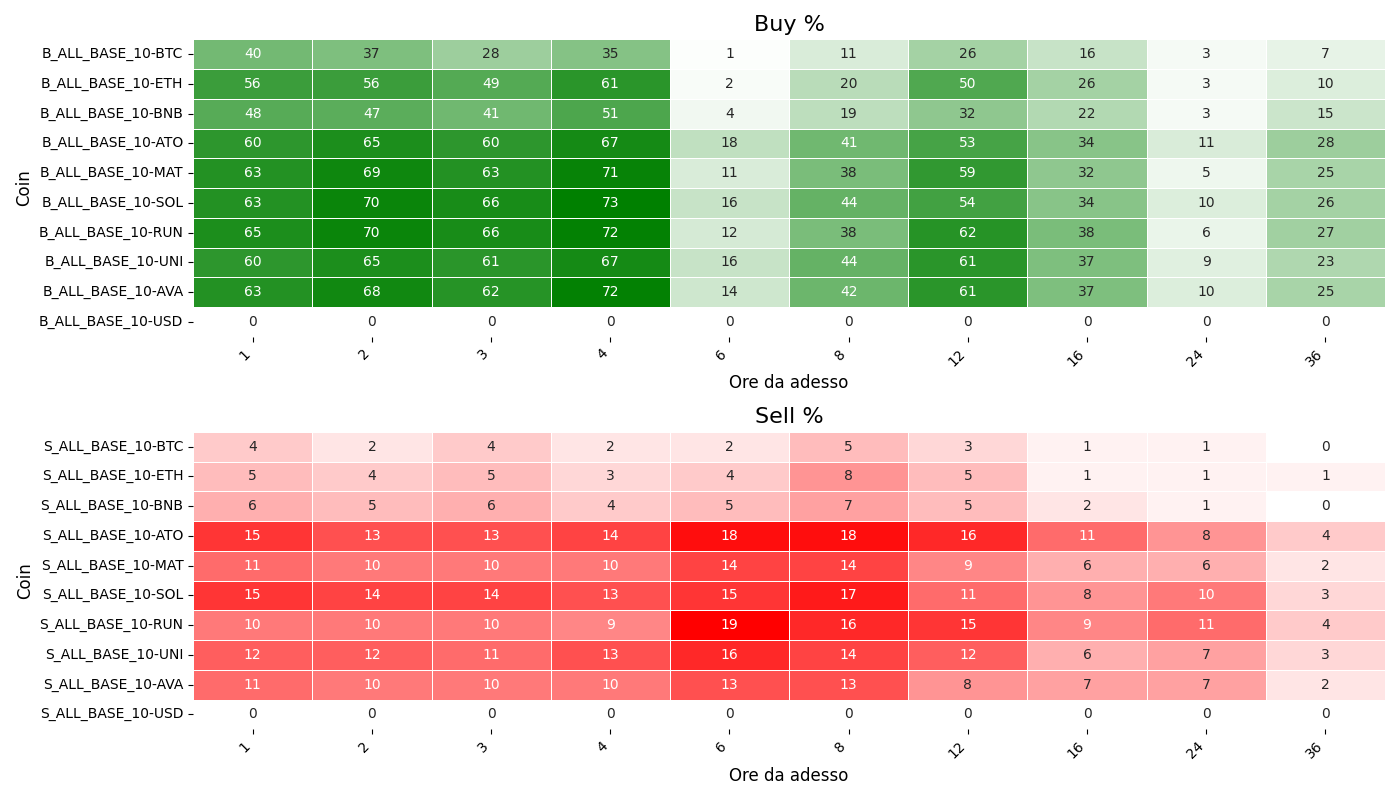 Buy %
Coin
B_ALL_BASE_10-BTC 40 37 28 35 1 11 26 16 3 7
B_ALL_BASE_10-ETH 56 56 49 61 2 20 50 26 3 10
B_ALL_BASE_10-BNB 48 47 41 51 4 19 32 22 3 15
B_ALL_BASE_10-ATO 60 65 60 67 18 41 53 34 11 28
B_ALL_BASE_10-MAT 63 69 63 71 11 38 59 32 5 25
B_ALL_BASE_10-SOL 63 70 66 73 16 44 54 34 10 26
B_ALL_BASE_10-RUN 65 70 66 72 12 38 62 38 6 27
B_ALL_BASE_10-UNI 60 65 61 67 16 44 61 37 9 23
B_ALL_BASE_10-AVA 63 68 62 72 14 42 61 37 10 25
B_ALL_BASE_10-USD 0 0 0 0 0 0 0 0 0 0
1 2 3 4 6 8 12 16 24 36
Ore da adesso
Sell %
Coin
S_ALL_BASE_10-BTC 4 2 4 2 2 5 3 1 1 0
S_ALL_BASE_10-ETH 5 4 5 3 4 8 5 1 1 1
S_ALL_BASE_10-BNB 6 5 6 4 5 7 5 2 1 0
S_ALL_BASE_10-ATO 15 13 13 14 18 18 16 11 8 4
S_ALL_BASE_10-MAT 11 10 10 10 14 14 9 6 6 2
S_ALL_BASE_10-SOL 15 14 14 13 15 17 11 8 10 3
S_ALL_BASE_10-RUN 10 10 10 9 19 16 15 9 11 4
S_ALL_BASE_10-UNI 12 12 11 13 16 14 12 6 7 3
S_ALL_BASE_10-AVA 11 10 10 10 13 13 8 7 7 2
S_ALL_BASE_10-USD 0 0 0 0 0 0 0 0 0 0
1 2 3 4 6 8 12 16 24 36
Ore da adesso